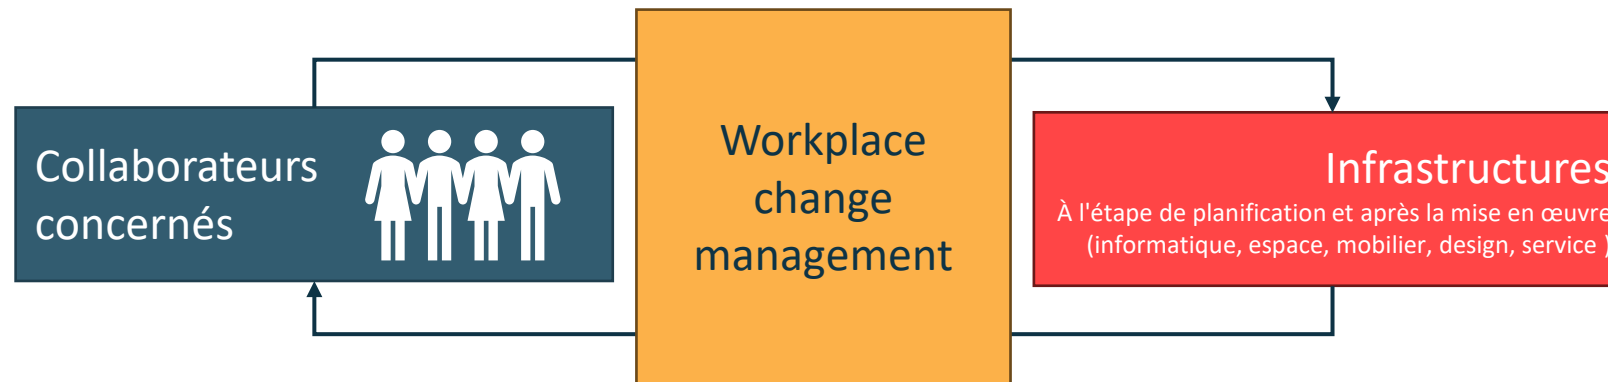 Collaborateurs
concernés
Workplace
change
management
Infrastructures
À l'étape de planification et après la mise en œuvre
(informatique, espace, mobilier, design, service )